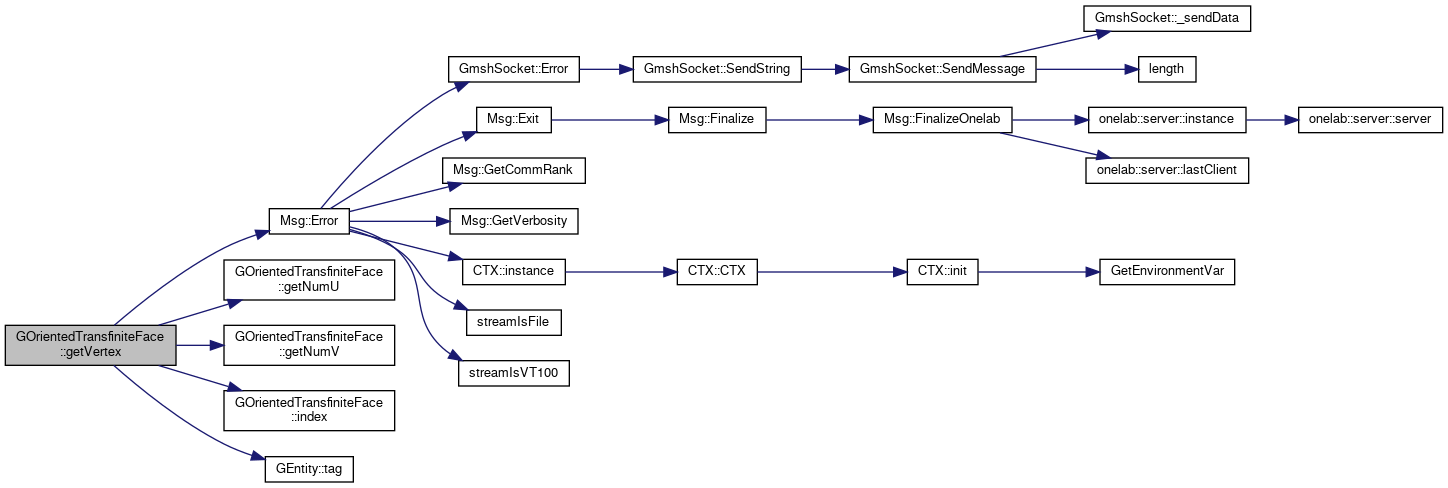 GmshSocket::_sendData
GmshSocket::Error
GmshSocket::SendString
GmshSocket::SendMessage
length
Msg::Exit
Msg::Finalize
Msg::FinalizeOnelab
onelab::server::instance
onelab::server::server
Msg::GetCommRank
onelab::server::lastClient
Msg::Error
Msg::GetVerbosity
GOrientedTransfiniteFace
::getNumU
CTX::instance
CTX::CTX
CTX::init
GetEnvironmentVar
streamIsFile
GOrientedTransfiniteFace
::getVertex
GOrientedTransfiniteFace
::getNumV
streamIsVT100
GOrientedTransfiniteFace
::index
GEntity::tag